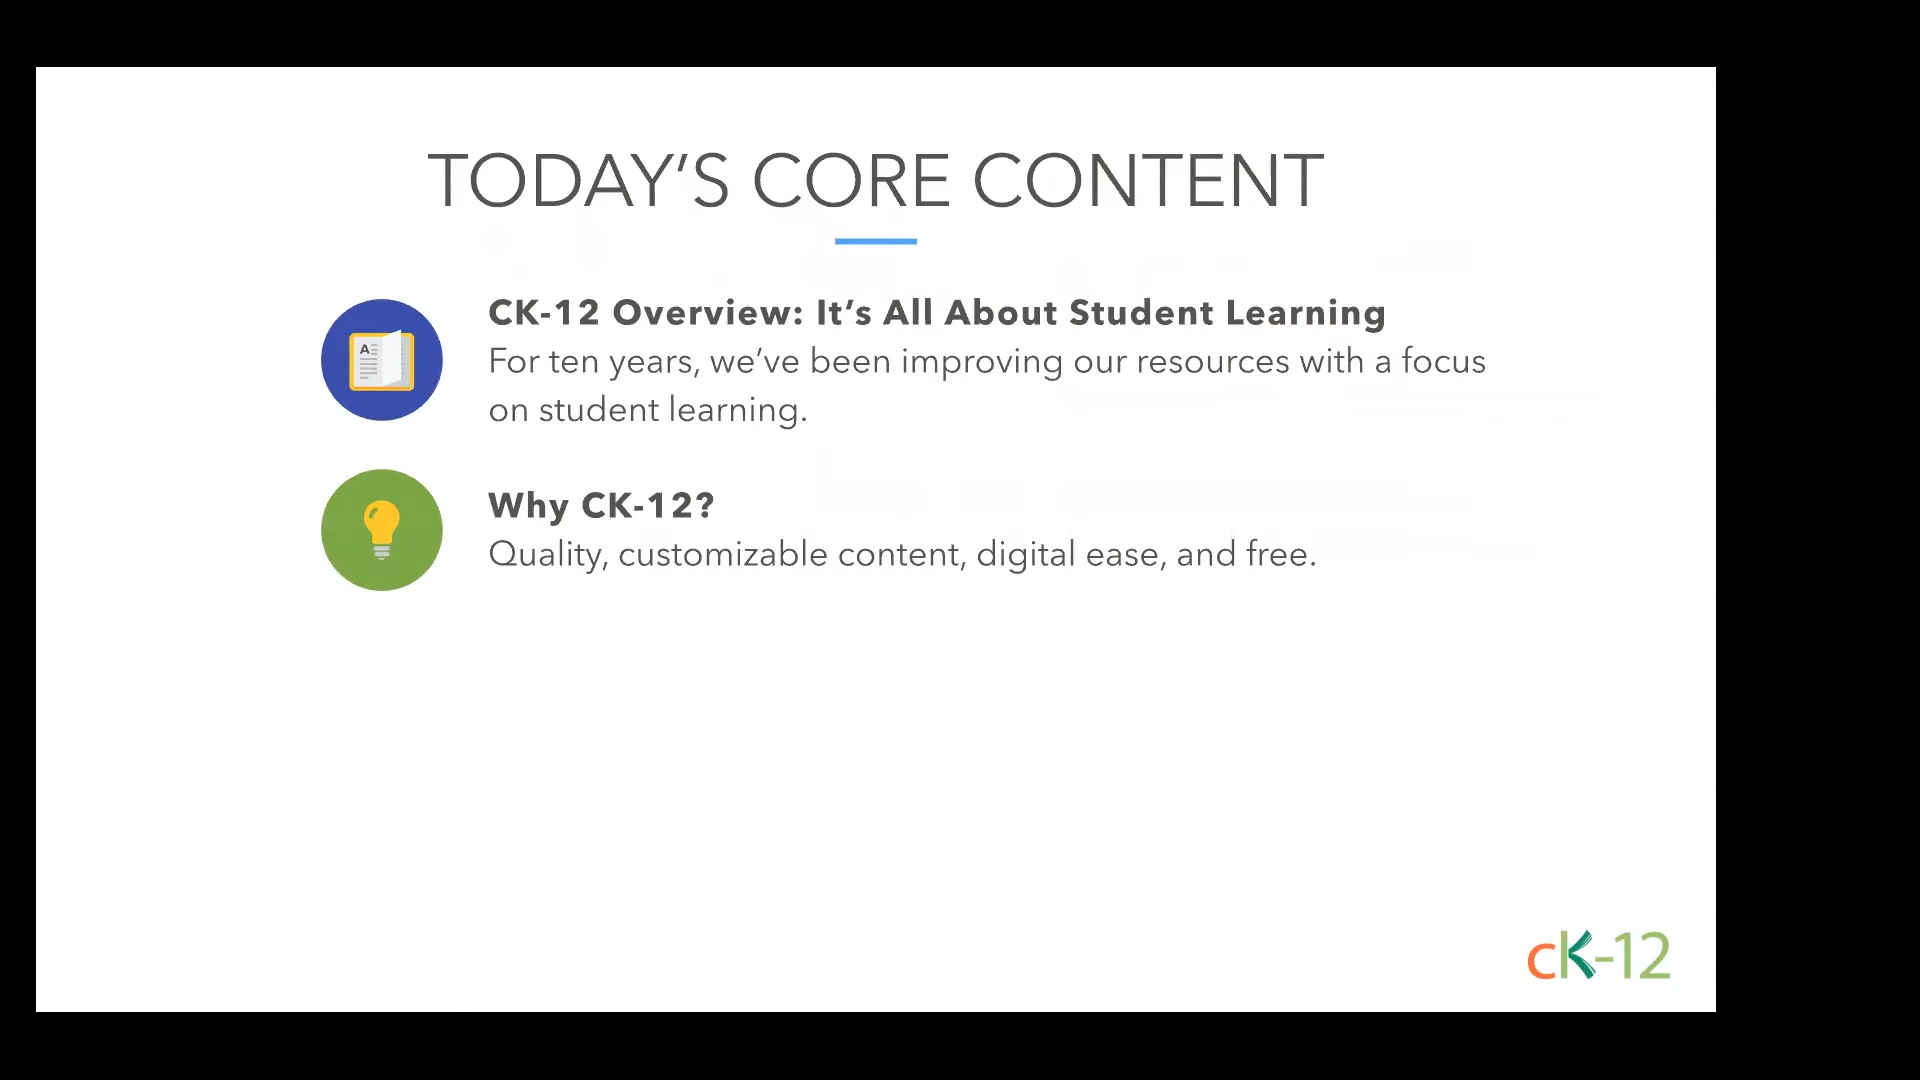 TODAY’S CORE CONTENT
CK-12 Overview: It’s All About Student Learning
For ten years, we’ve been improving our resources with a focus
on student learning.
Why CK-12?
Quality, customizable content, digital ease, and free.
cK-12